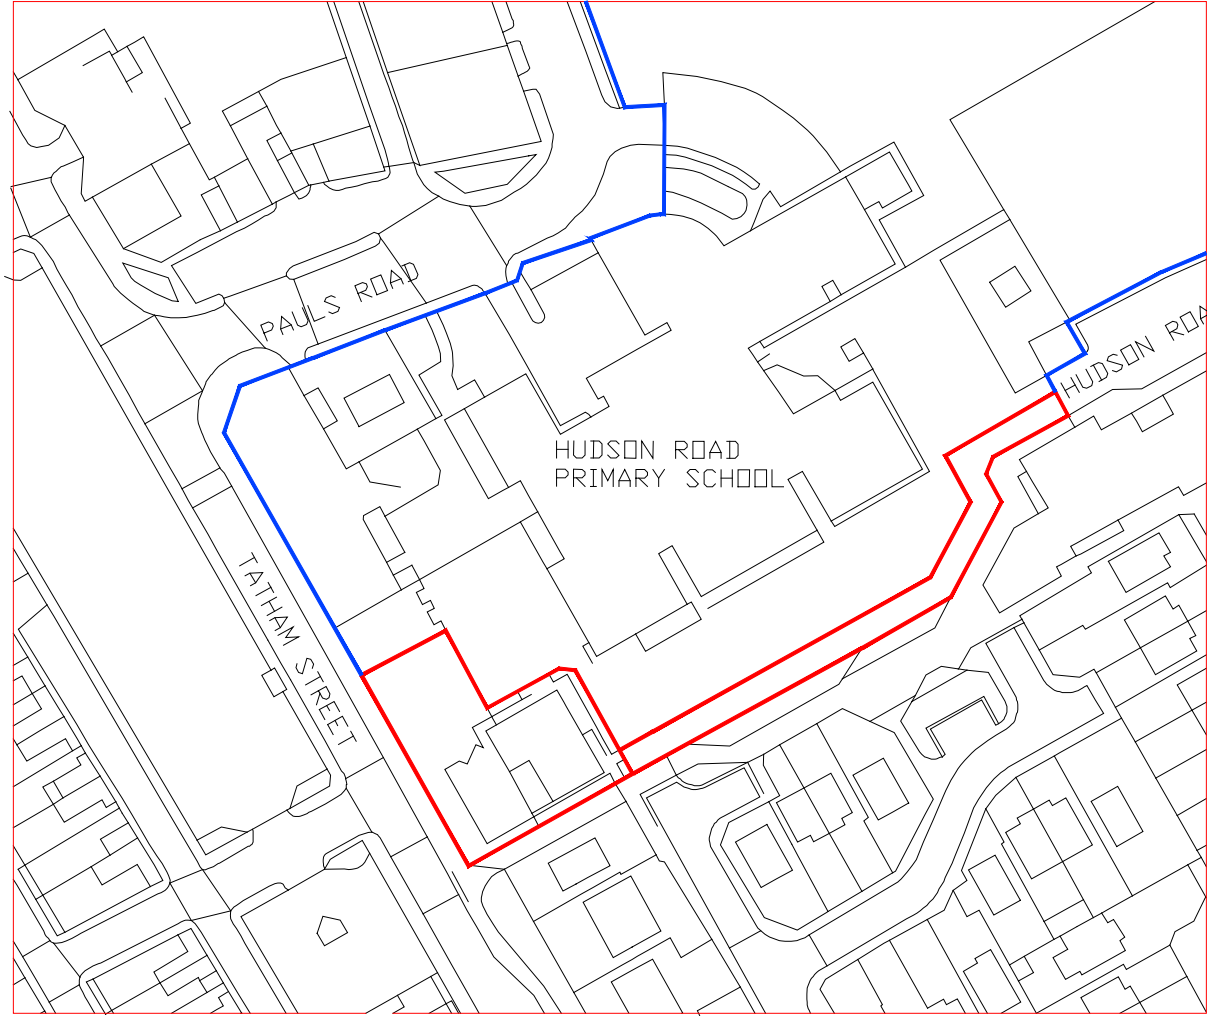 PAULS ROAD
HUDSON ROA
HUDSON ROAD
PRIMARY SCHOOL
TATHAM STREET